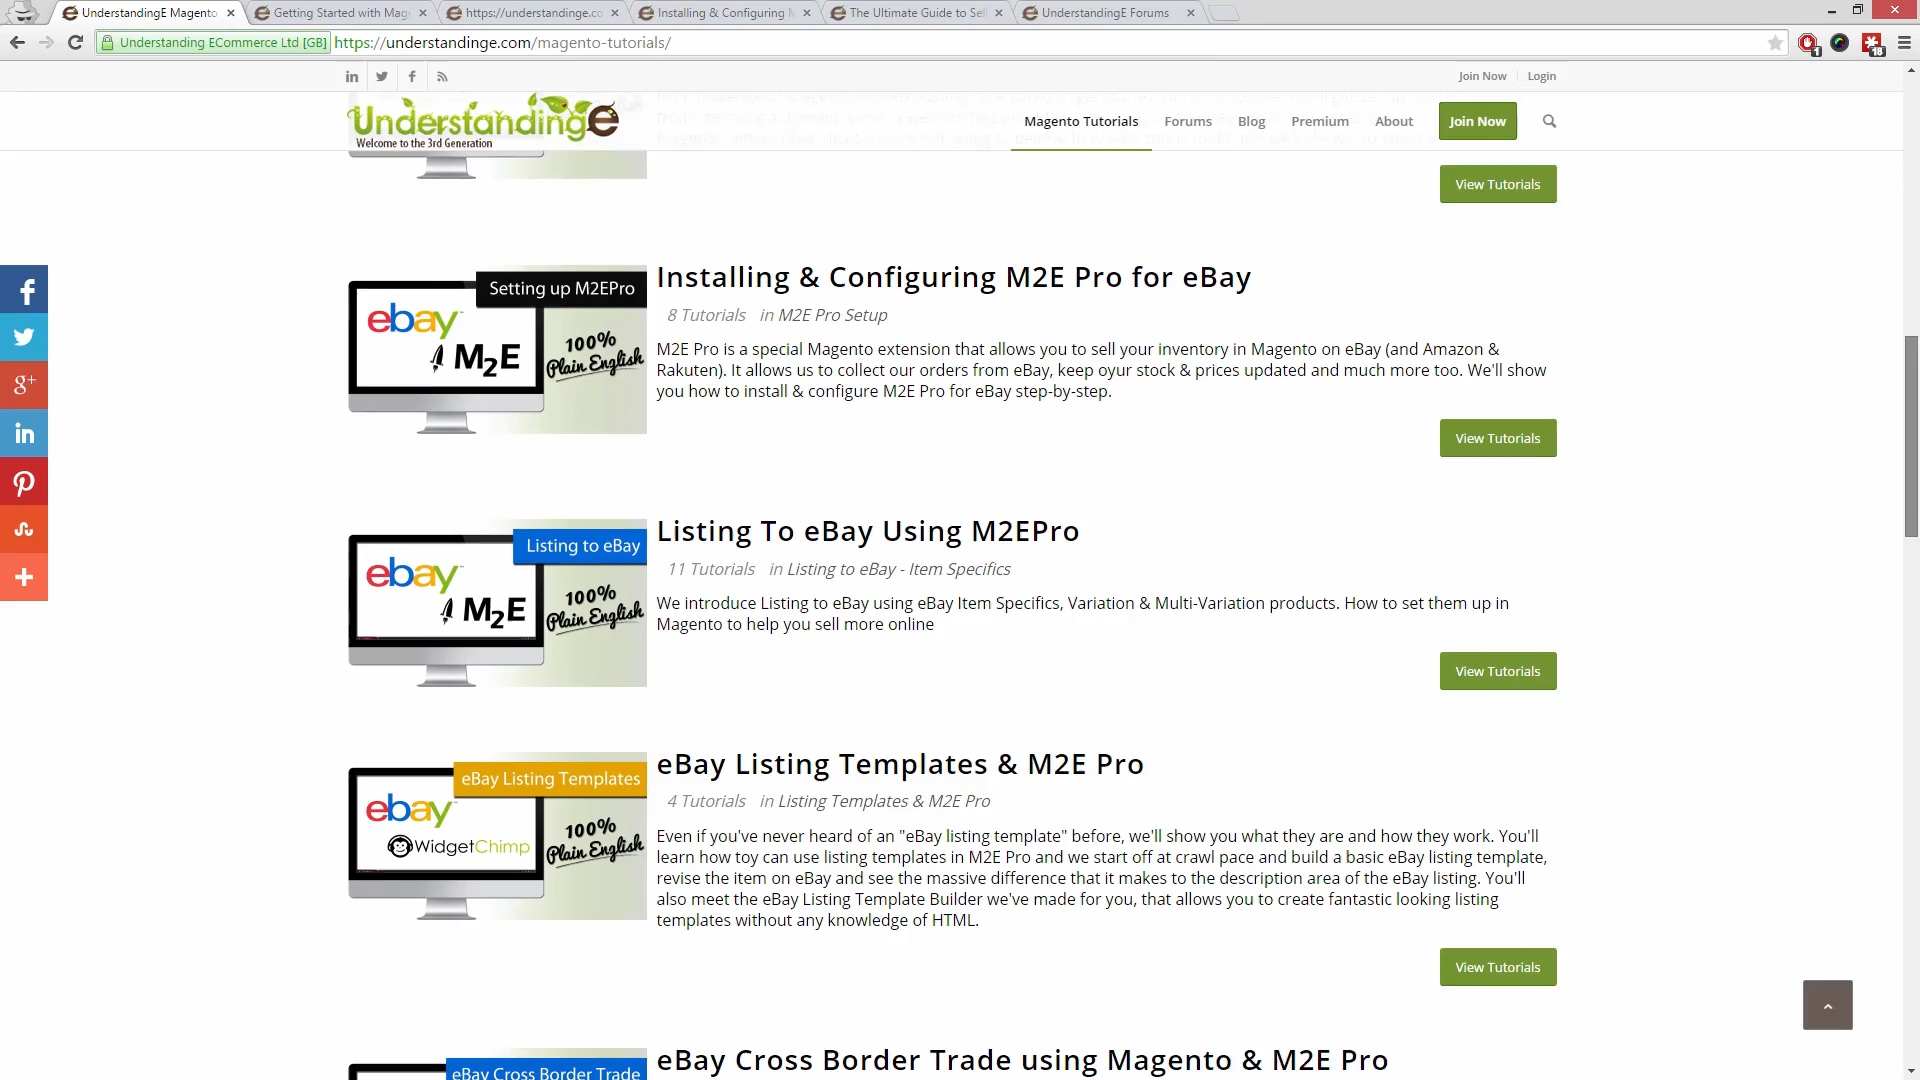 UnderstandingE Magento
Getting Started with Mag
https://understandinge.co
Installing & Configuring M
The Ultimate Guide to Sell
UnderstandingE Forums
Understanding ECommerce Ltd [GB]
https://understandinge.com/magento-tutorials/
1
18
Join Now
Login
UnderstandingE
Welcome to the 3rd Generation
Magento Tutorials
Forums
Blog
Premium
About
Join Now
View Tutorials
Setting up M2EPro
ebay
M2E
100%
Plain English
Installing & Configuring M2E Pro for eBay
8 Tutorials in M2E Pro Setup
M2E Pro is a special Magento extension that allows you to sell your inventory in Magento on eBay (and Amazon &
Rakuten). It allows us to collect our orders from eBay, keep oyur stock & prices updated and much more too. We'll show
you how to install & configure M2E Pro for eBay step-by-step.
View Tutorials
Listing to eBay
ebay
M2E
100%
Plain English
Listing To eBay Using M2EPro
11 Tutorials in Listing to eBay - Item Specifics
We introduce Listing to eBay using eBay Item Specifics, Variation & Multi-Variation products. How to set them up in
Magento to help you sell more online
View Tutorials
eBay Listing Templates
ebay
WidgetChimp
100%
Plain English
eBay Listing Templates & M2E Pro
4 Tutorials in Listing Templates & M2E Pro
Even if you've never heard of an "eBay listing template" before, we'll show you what they are and how they work. You'll
learn how toy can use listing templates in M2E Pro and we start off at crawl pace and build a basic eBay listing template,
revise the item on eBay and see the massive difference that it makes to the description area of the eBay listing. You'll
also meet the eBay Listing Template Builder we've made for you, that allows you to create fantastic looking listing
templates without any knowledge of HTML.
View Tutorials
eBay Cross Border Trade
eBay Cross Border Trade using Magento & M2E Pro